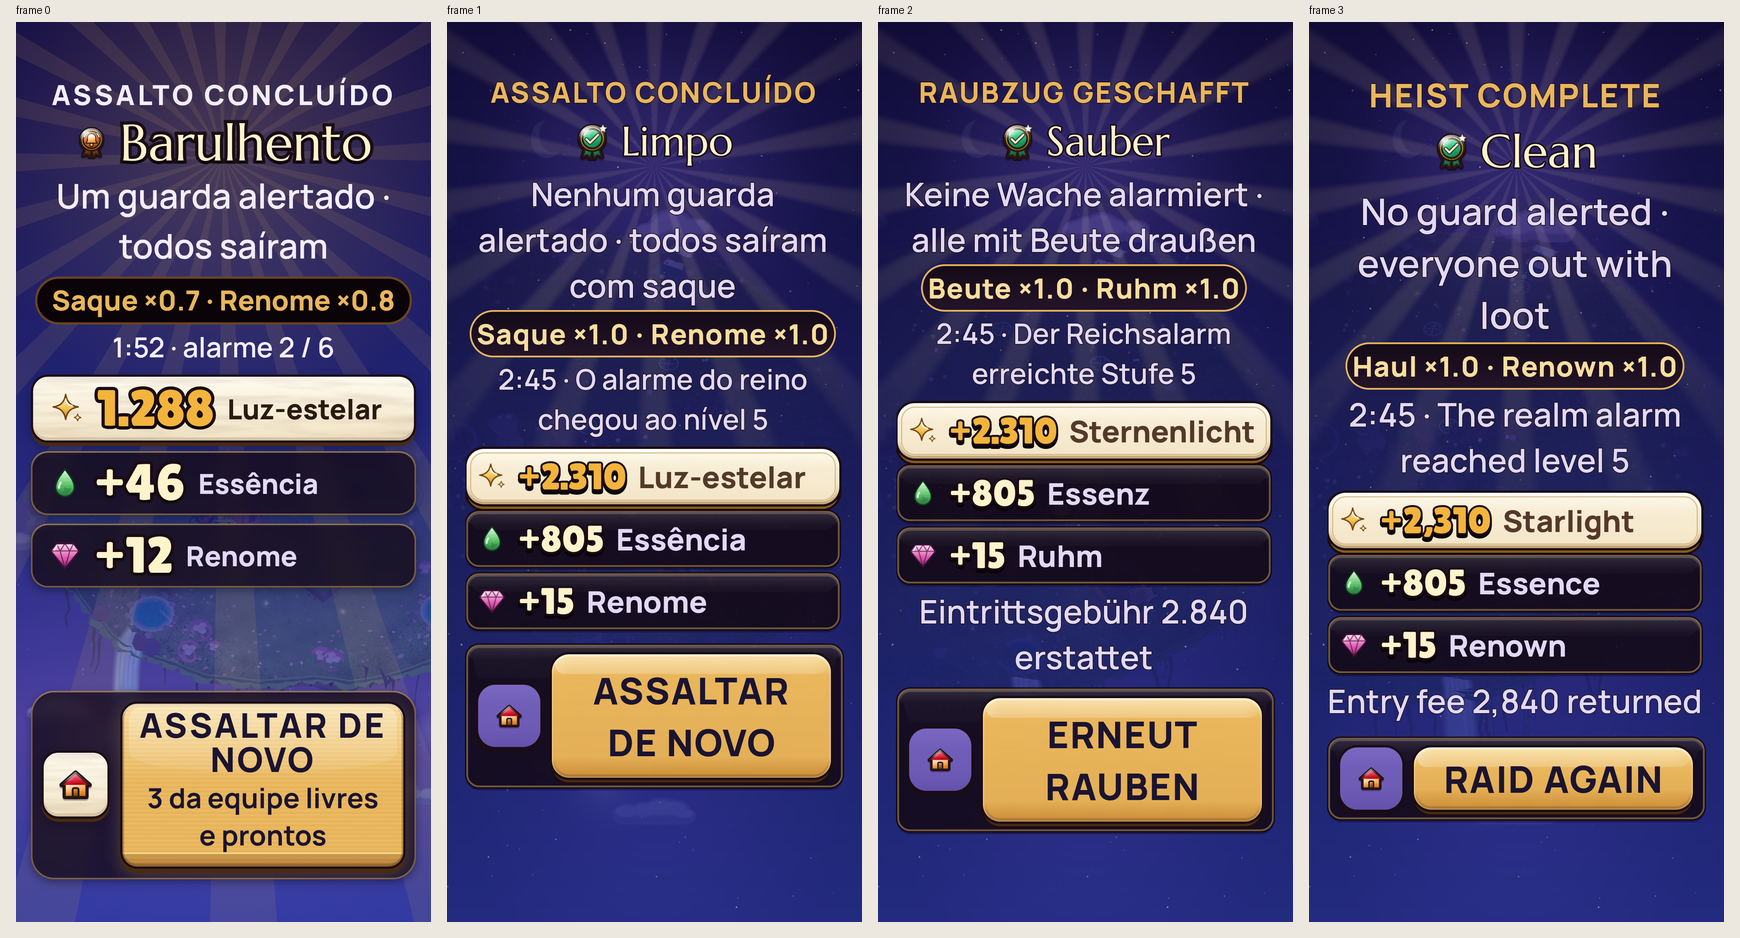 frame 0
ASSALTO CONCLUÍDO
Barulhento
Um guarda alertado ·
todos saíram
Saque ×0.7 · Renome ×0.8
1:52 · alarme 2 / 6
1.288 Luz-estelar
+46 Essência
+12 Renome
ASSALTAR DE
NOVO
3 da equipe livres
e prontos
frame 1
ASSALTO CONCLUÍDO
Limpo
Nenhum guarda
alertado · todos saíram
com saque
Saque ×1.0 · Renome ×1.0
2:45 · O alarme do reino
chegou ao nível 5
+2.310 Luz-estelar
+805 Essência
+15 Renome
ASSALTAR
DE NOVO
frame 2
RAUBZUG GESCHAFFT
Sauber
Keine Wache alarmiert ·
alle mit Beute draußen
Beute ×1.0 · Ruhm ×1.0
2:45 · Der Reichsalarm
erreichte Stufe 5
+2.310 Sternenlicht
+805 Essenz
+15 Ruhm
Eintrittsgebühr 2.840
erstattet
ERNEUT
RAUBEN
frame 3
HEIST COMPLETE
Clean
No guard alerted ·
everyone out with
loot
Haul ×1.0 · Renown ×1.0
2:45 · The realm alarm
reached level 5
+2,310 Starlight
+805 Essence
+15 Renown
Entry fee 2,840 returned
RAID AGAIN